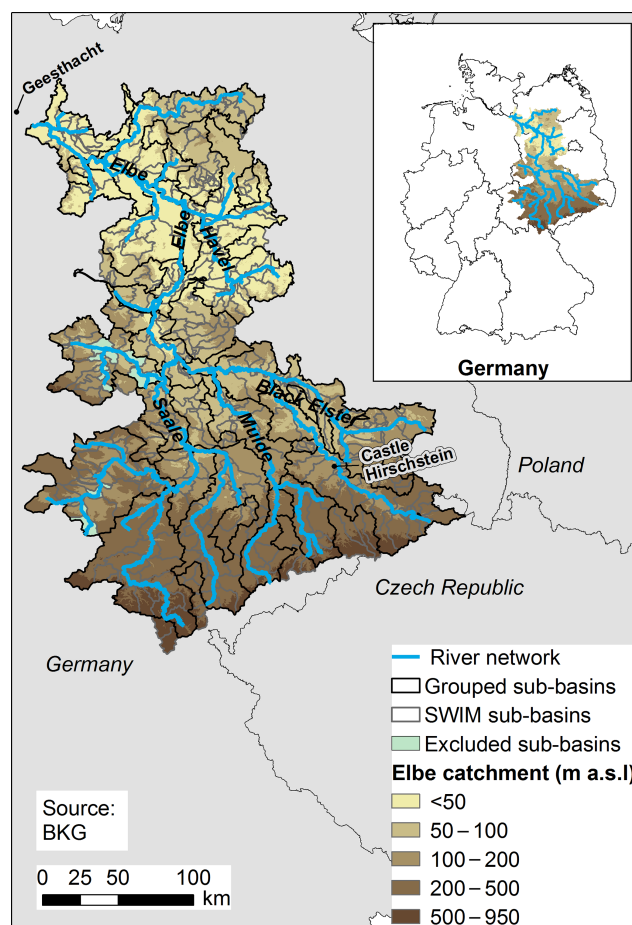 Geesthacht
Germany
Elbe
Elbe
Havel
Black Elster
Saale
Mulde
Castle
Hirschstein
Poland
Czech Republic
Germany
River network
Grouped sub-basins
SWIM sub-basins
Excluded sub-basins
Elbe catchment (m a.s.l)
<50
50 – 100
100 – 200
200 – 500
500 – 950
Source:
BKG
0 25 50 100
km